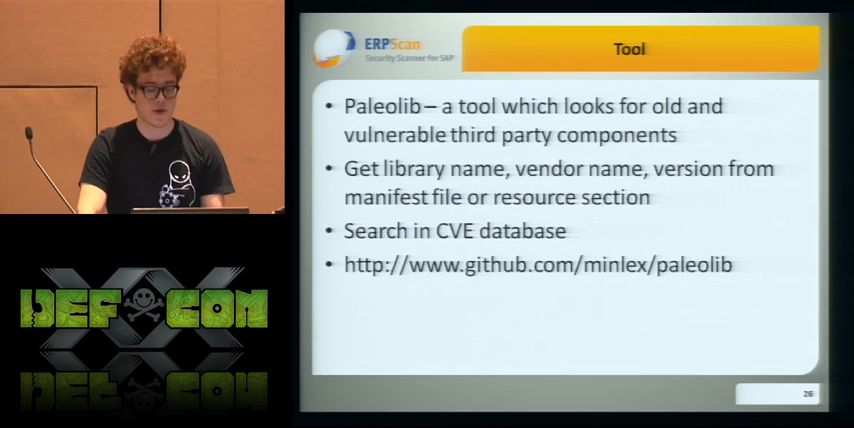 ERPScan
Security Scanner for SAP
Tool
• Paleolib – a tool which looks for old and
vulnerable third party components
• Get library name, vendor name, version from
manifest file or resource section
• Search in CVE database
• http://www.github.com/minlex/paleolib
26
DEF CON
XX